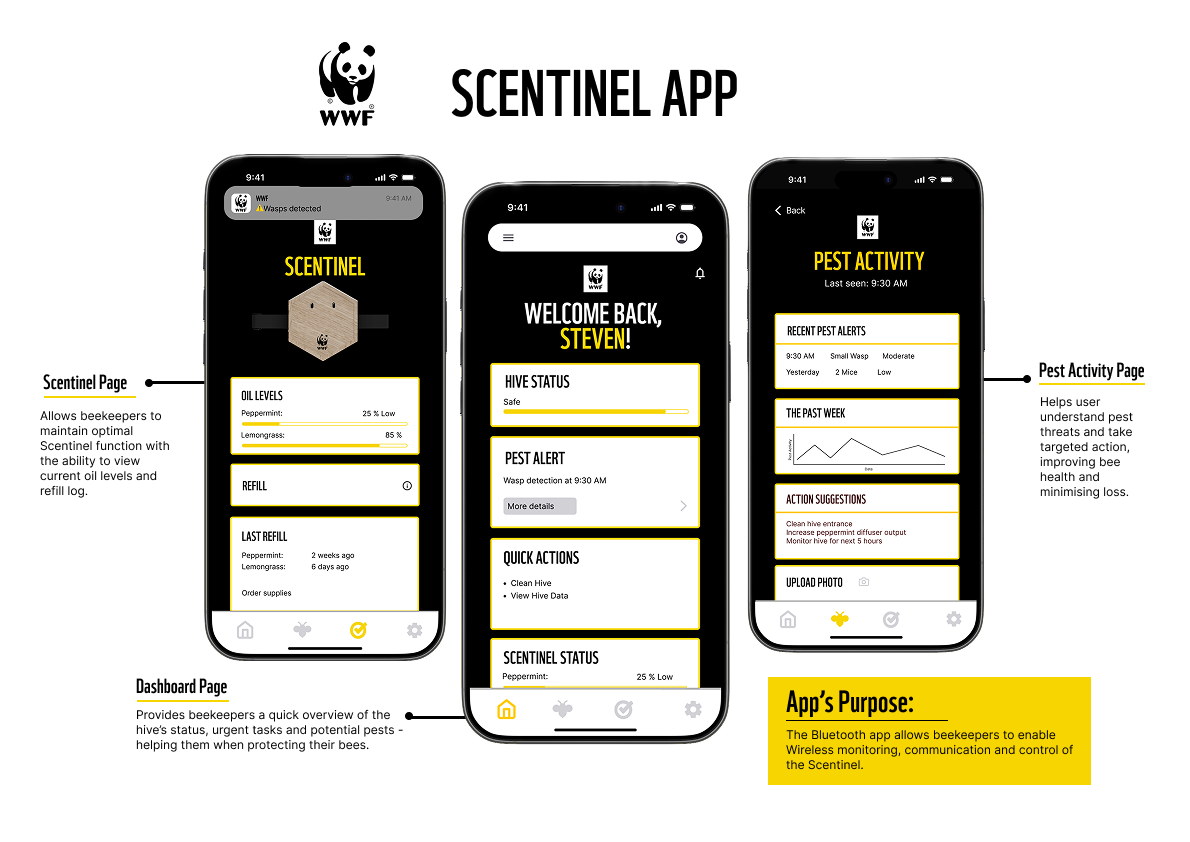 WWF
SCENTINEL APP
9:41
WWF
9:41 AM
Wasps detected
WWF
SCENTINEL
WWF
OIL LEVELS
Peppermint: 25 % Low
Lemongrass: 85 %
REFILL
LAST REFILL
Peppermint: 2 weeks ago
Lemongrass: 6 days ago
Order supplies
Scentinel Page
Allows beekeepers to
maintain optimal
Scentinel function with
the ability to view
current oil levels and
refill log.
9:41
WWF
WELCOME BACK,
STEVEN!
HIVE STATUS
Safe
PEST ALERT
Wasp detection at 9:30 AM
More details
QUICK ACTIONS
• Clean Hive
• View Hive Data
SCENTINEL STATUS
Peppermint: 25 % Low
Dashboard Page
Provides beekeepers a quick overview of the
hive's status, urgent tasks and potential pests -
helping them when protecting their bees.
9:41
Back
WWF
PEST ACTIVITY
Last seen: 9:30 AM
RECENT PEST ALERTS
9:30 AM Small Wasp Moderate
Yesterday 2 Mice Low
THE PAST WEEK
Pest Activity
Date
ACTION SUGGESTIONS
Clean hive entrance
Increase peppermint diffuser output
Monitor hive for next 5 hours
UPLOAD PHOTO
Pest Activity Page
Helps user
understand pest
threats and take
targeted action,
improving bee
health and
minimising loss.
App's Purpose:
The Bluetooth app allows beekeepers to enable
Wireless monitoring, communication and control of
the Scentinel.